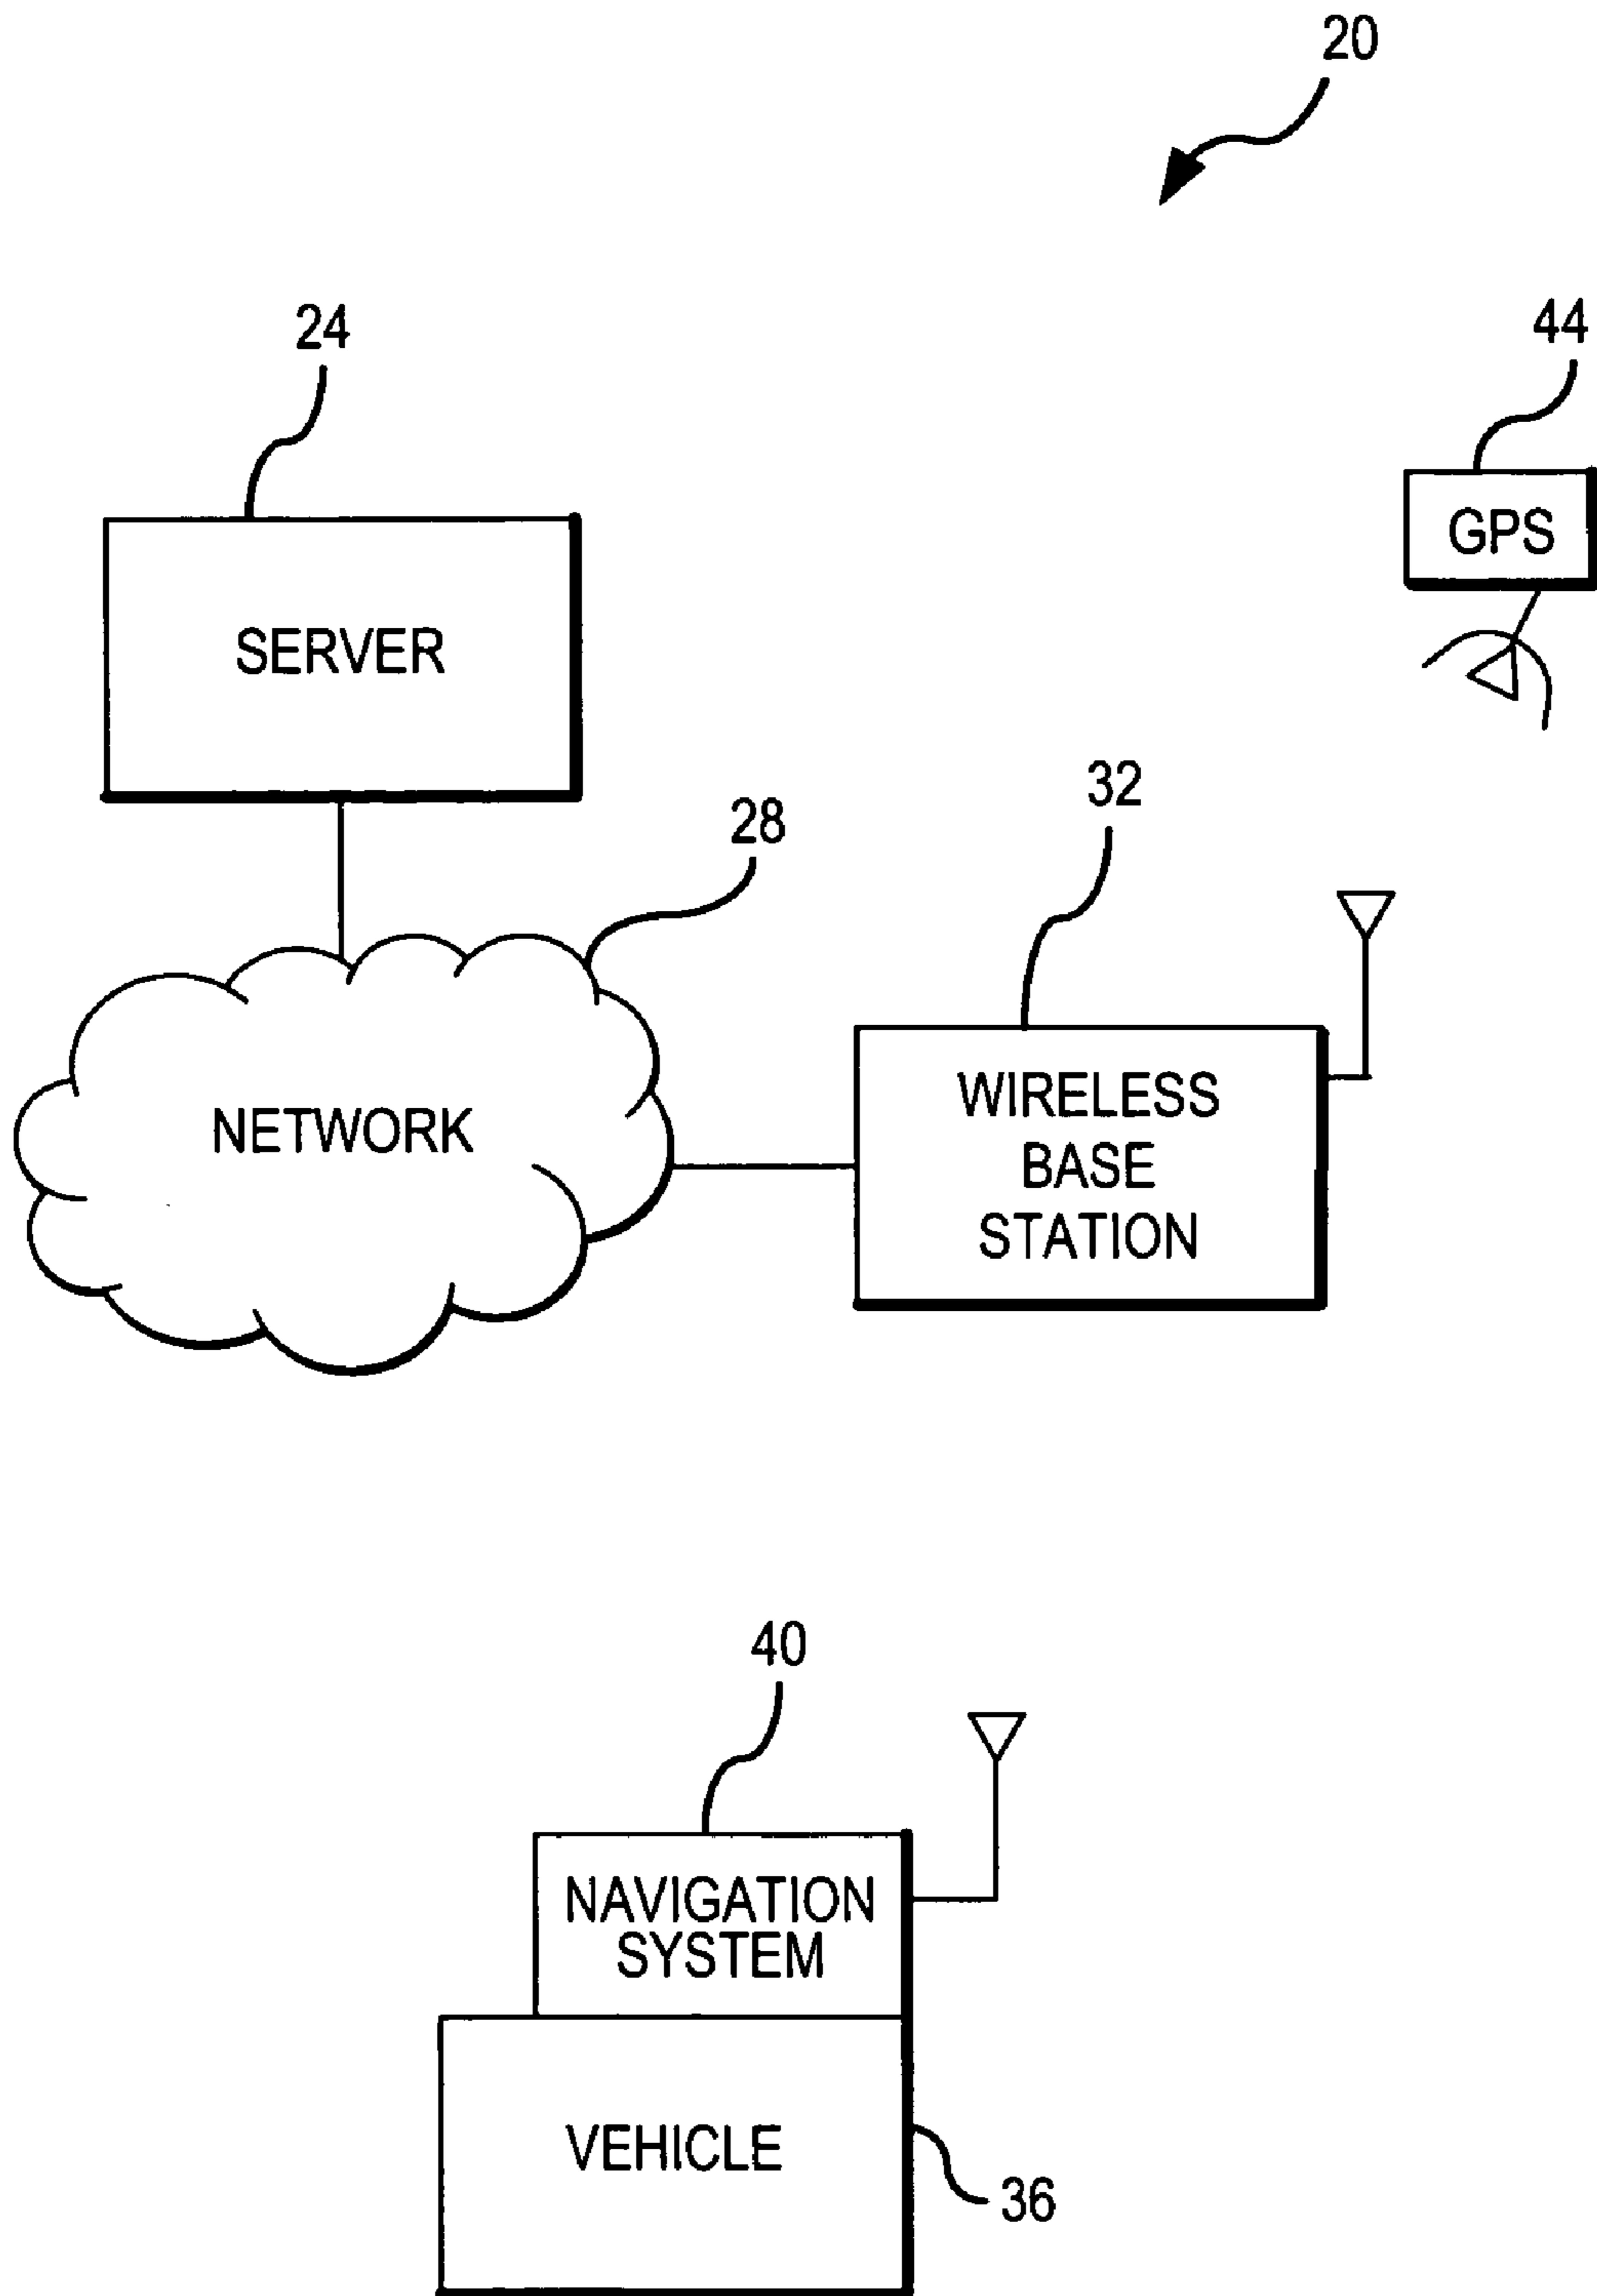 20
24
44
GPS
SERVER
32
28
WIRELESS
BASE
STATION
NETWORK
40
NAVIGATION
SYSTEM
VEHICLE
36